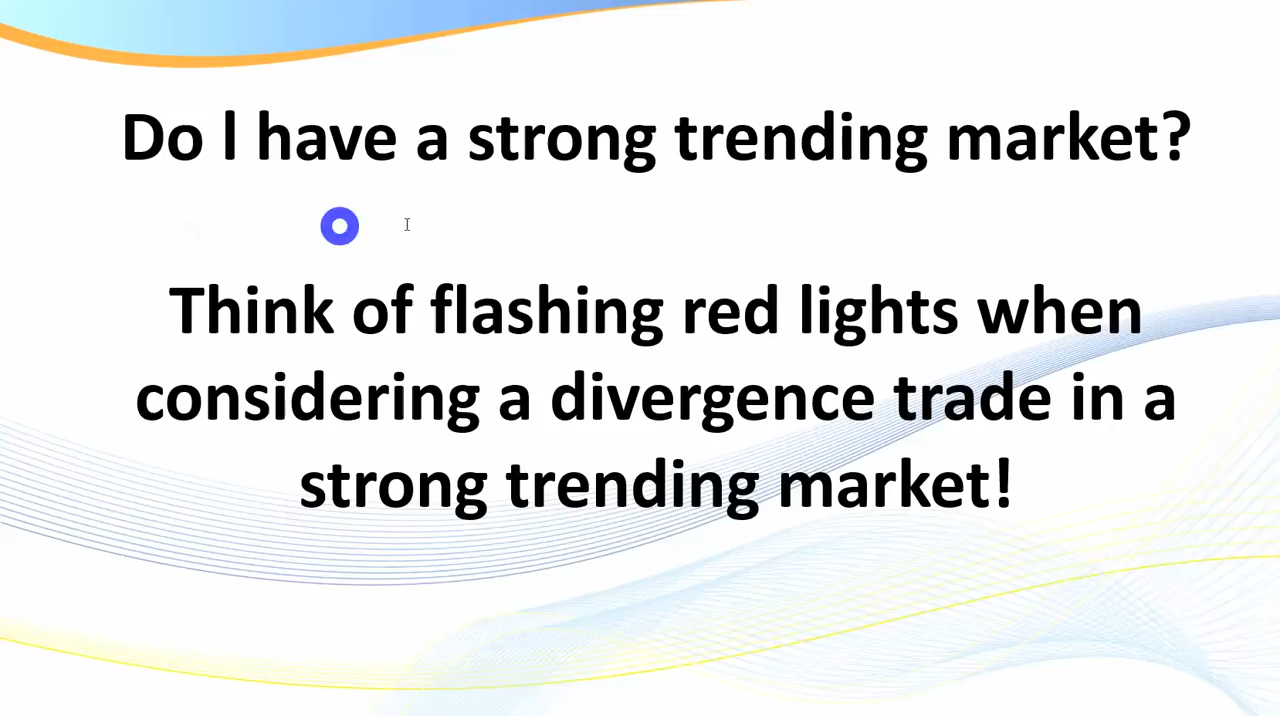 Do I have a strong trending market?
Think of flashing red lights when
considering a divergence trade in a
strong trending market!